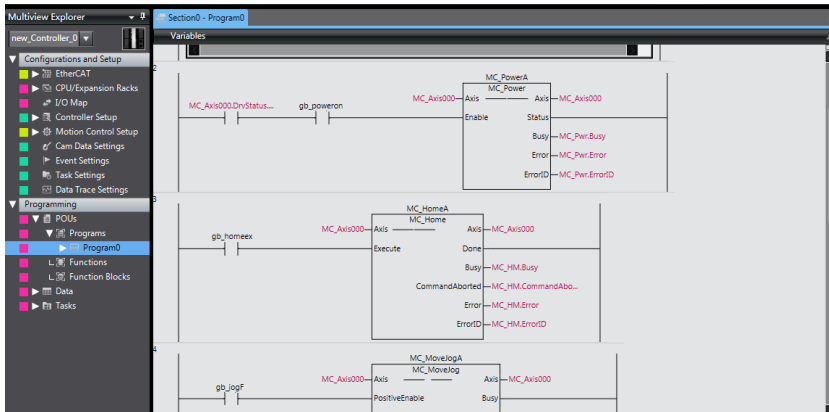 Multiview Explorer
Section0 - Program0
new_Controller_0
Variables
Configurations and Setup
EtherCAT
CPU/Expansion Racks
I/O Map
Controller Setup
Motion Control Setup
Cam Data Settings
Event Settings
Task Settings
Data Trace Settings
Programming
POUs
Programs
Program0
Functions
Function Blocks
Data
Tasks
2
MC_PowerA
MC_Power
MC_Axis000.DrvStatus...
gb_poweron
MC_Axis000 Axis Axis MC_Axis000
Enable Status
Busy MC_Pwr.Busy
Error MC_Pwr.Error
ErrorID MC_Pwr.ErrorID
3
MC_HomeA
MC_Home
gb_homeex
MC_Axis000 Axis Axis MC_Axis000
Execute Done
Busy MC_HM.Busy
CommandAborted MC_HM.CommandAbo...
Error MC_HM.Error
ErrorID MC_HM.ErrorID
4
MC_MoveJogA
MC_MoveJog
gb_jogF
MC_Axis000 Axis Axis MC_Axis000
PositiveEnable Busy